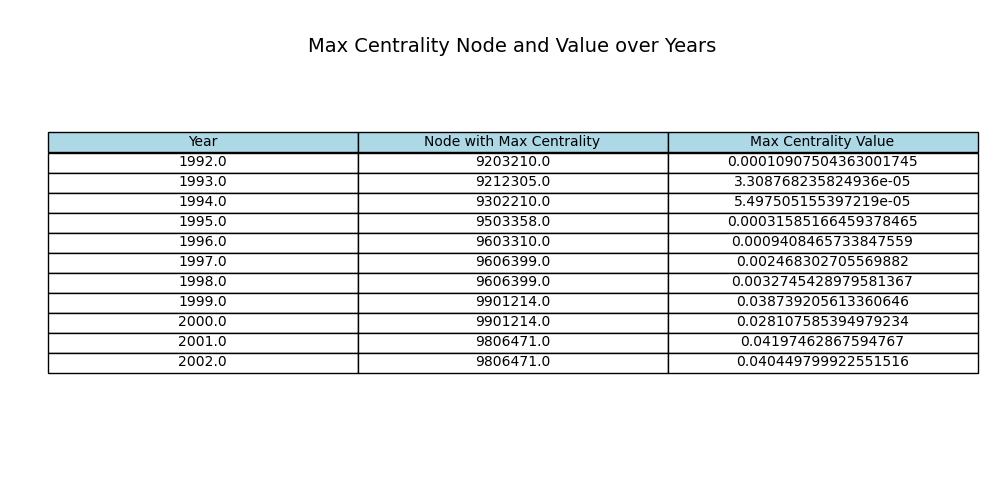 Max Centrality Node and Value over Years
Year Node with Max Centrality Max Centrality Value
1992.0 9203210.0 0.00010907504363001745
1993.0 9212305.0 3.308768235824936e-05
1994.0 9302210.0 5.497505155397219e-05
1995.0 9503358.0 0.00031585166459378465
1996.0 9603310.0 0.0009408465733847559
1997.0 9606399.0 0.002468302705569882
1998.0 9606399.0 0.0032745428979581367
1999.0 9901214.0 0.038739205613360646
2000.0 9901214.0 0.028107585394979234
2001.0 9806471.0 0.04197462867594767
2002.0 9806471.0 0.040449799922551516